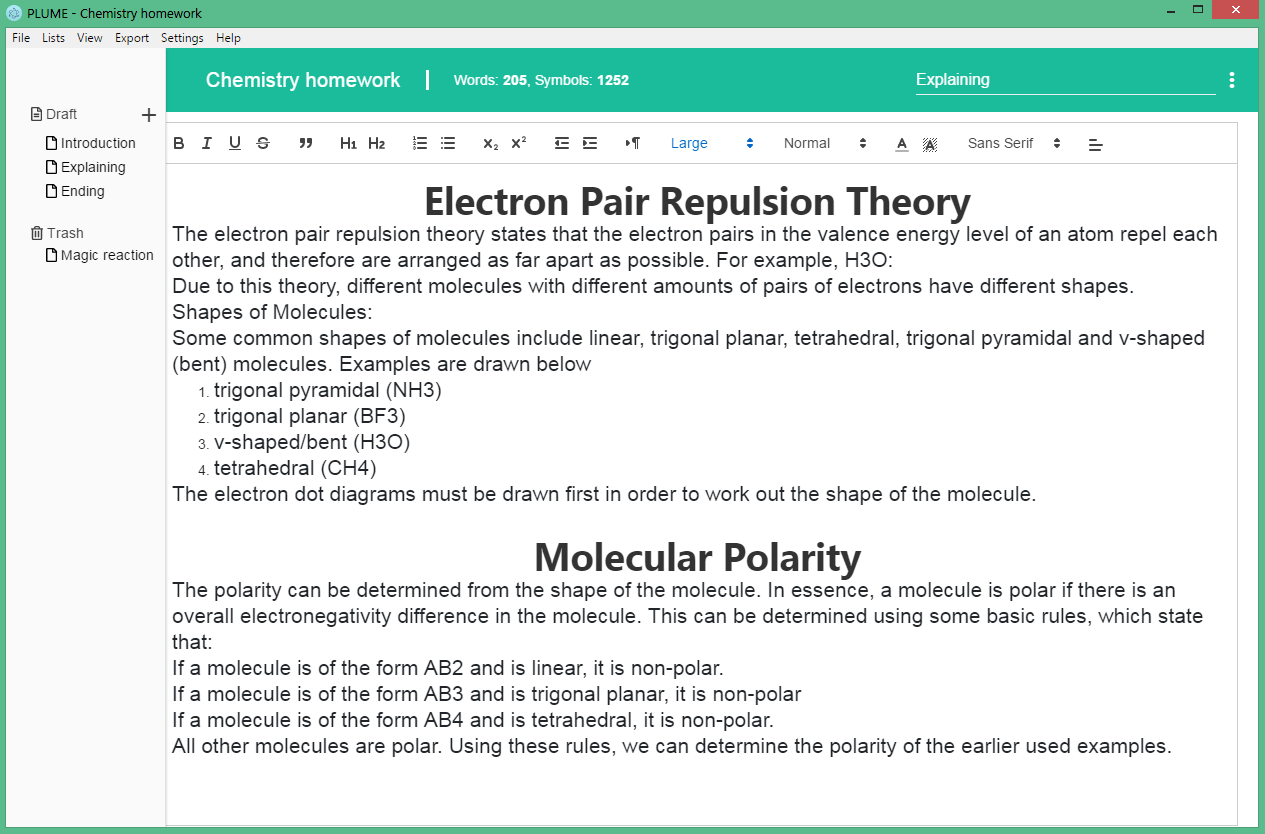 PLUME - Chemistry homework
File Lists View Export Settings Help
Chemistry homework
Words: 205, Symbols: 1252
Explaining
Draft
Introduction
Explaining
Ending
Trash
Magic reaction
B I U S H1 H2 X2 X2 Large Normal A A Sans Serif
Electron Pair Repulsion Theory
The electron pair repulsion theory states that the electron pairs in the valence energy level of an atom repel each
other, and therefore are arranged as far apart as possible. For example, H3O:
Due to this theory, different molecules with different amounts of pairs of electrons have different shapes.
Shapes of Molecules:
Some common shapes of molecules include linear, trigonal planar, tetrahedral, trigonal pyramidal and v-shaped
(bent) molecules. Examples are drawn below
1. trigonal pyramidal (NH3)
2. trigonal planar (BF3)
3. v-shaped/bent (H3O)
4. tetrahedral (CH4)
The electron dot diagrams must be drawn first in order to work out the shape of the molecule.
Molecular Polarity
The polarity can be determined from the shape of the molecule. In essence, a molecule is polar if there is an
overall electronegativity difference in the molecule. This can be determined using some basic rules, which state
that:
If a molecule is of the form AB2 and is linear, it is non-polar.
If a molecule is of the form AB3 and is trigonal planar, it is non-polar
If a molecule is of the form AB4 and is tetrahedral, it is non-polar.
All other molecules are polar. Using these rules, we can determine the polarity of the earlier used examples.